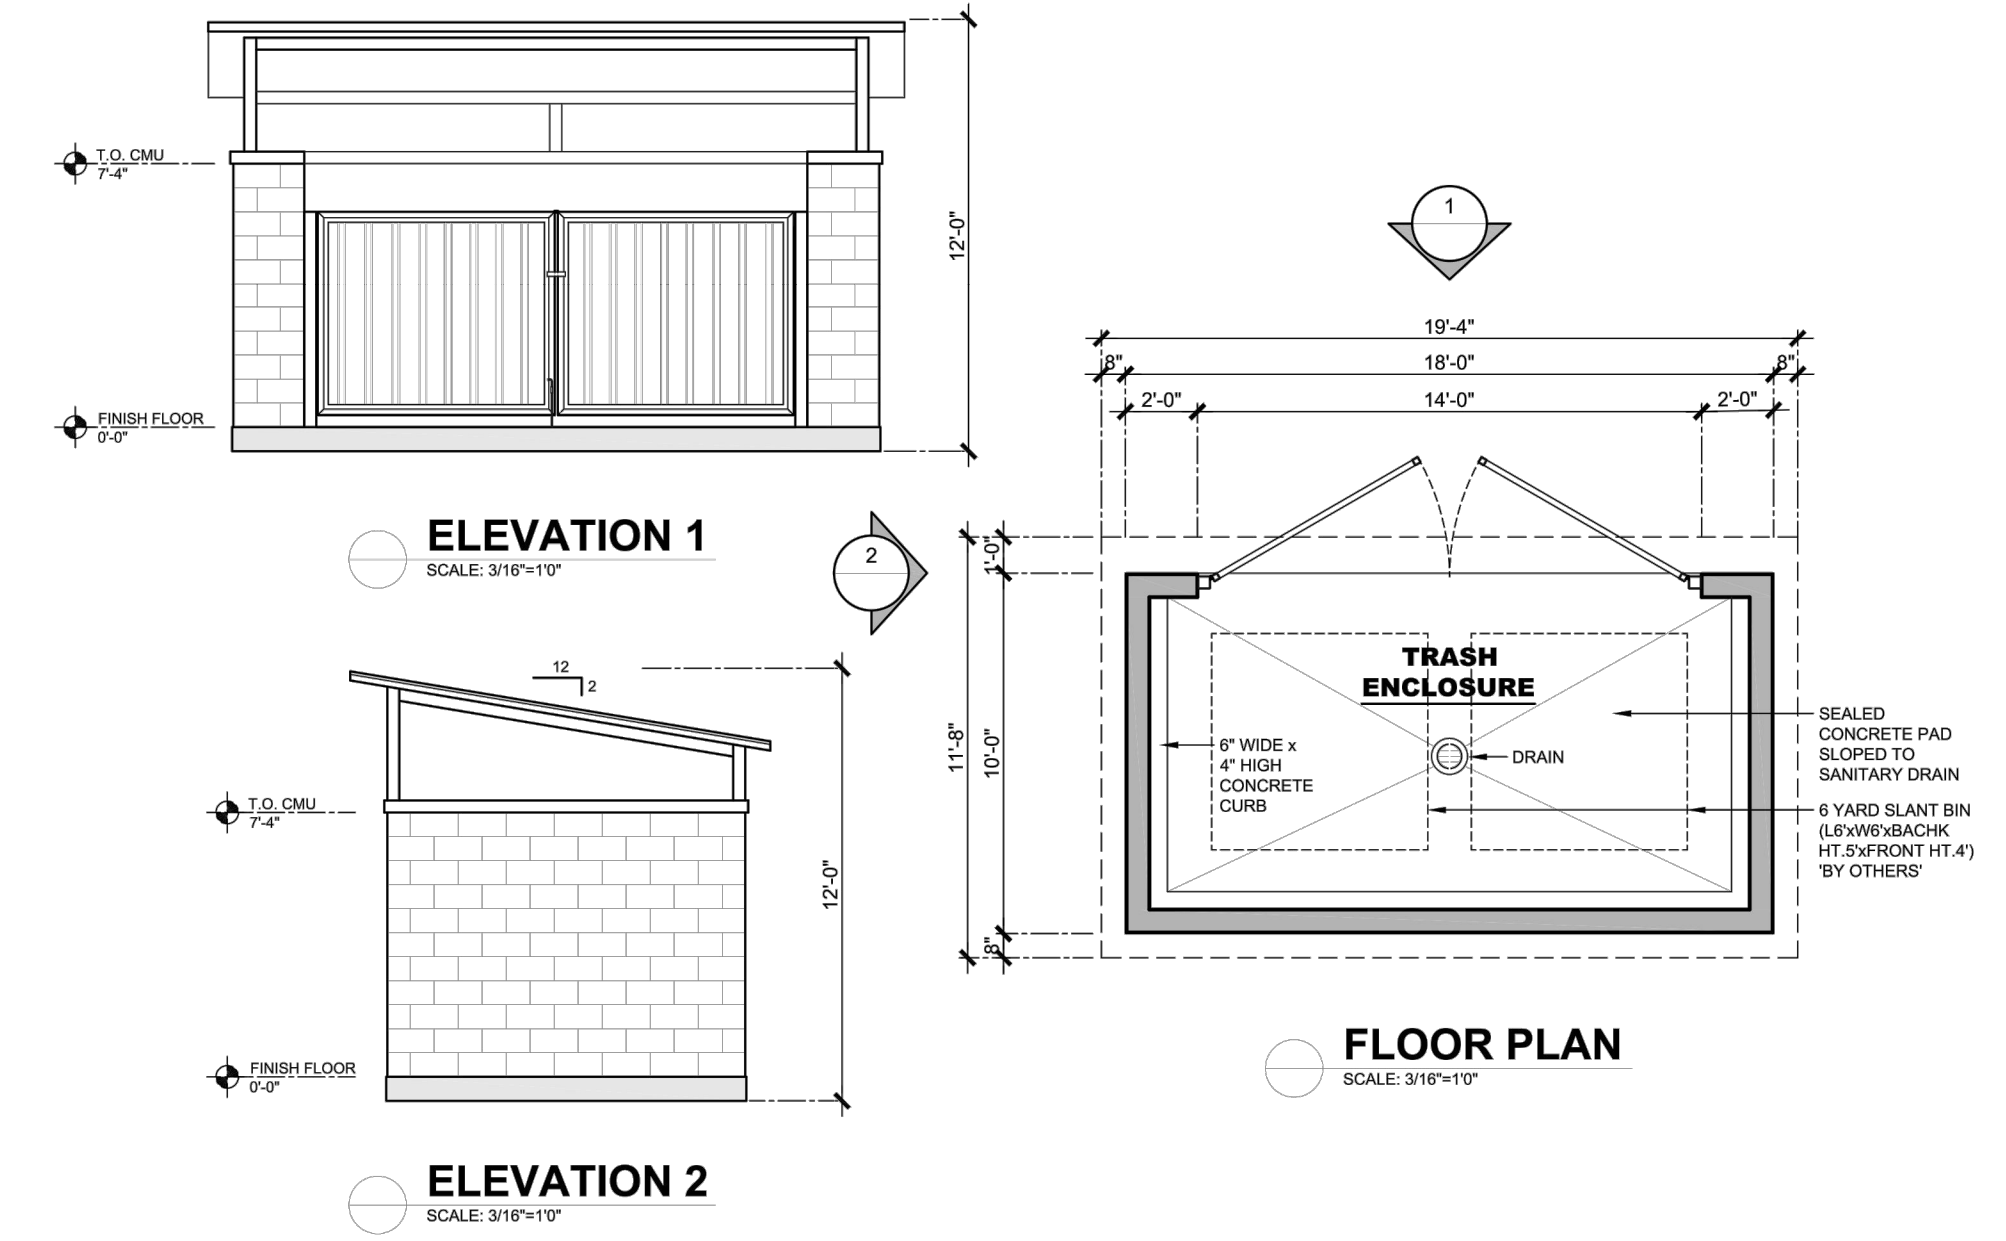 T.O. CMU
7'-4"
FINISH FLOOR
0'-0"
12'-0"
ELEVATION 1
SCALE: 3/16"=1'0"
12
2
T.O. CMU
7'-4"
FINISH FLOOR
0'-0"
12'-0"
ELEVATION 2
SCALE: 3/16"=1'0"
1
2
19'-4"
8"
18'-0"
8"
2'-0"
14'-0"
2'-0"
1'-0"
11'-8"
10'-0"
8"
TRASH
ENCLOSURE
6" WIDE x
4" HIGH
CONCRETE
CURB
DRAIN
SEALED
CONCRETE PAD
SLOPED TO
SANITARY DRAIN
6 YARD SLANT BIN
(L6'xW6'xBACHK
HT.5'xFRONT HT.4')
'BY OTHERS'
FLOOR PLAN
SCALE: 3/16"=1'0"